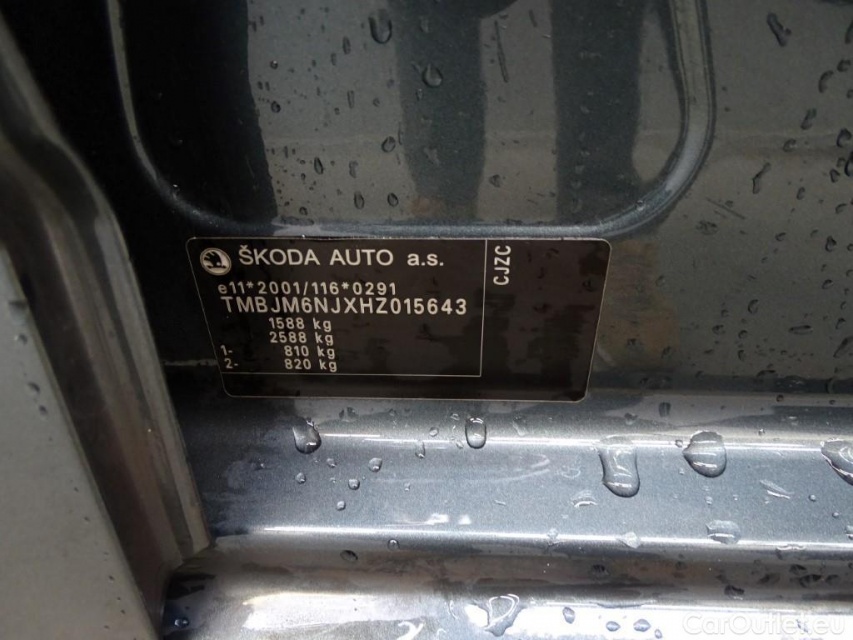 ŠKODA AUTO a.s.
CJZC
e11*2001/116*0291
TMBJM6NJXHZ015643
1588 kg
2588 kg
1- 810 kg
2- 820 kg
CarOutlet.eu